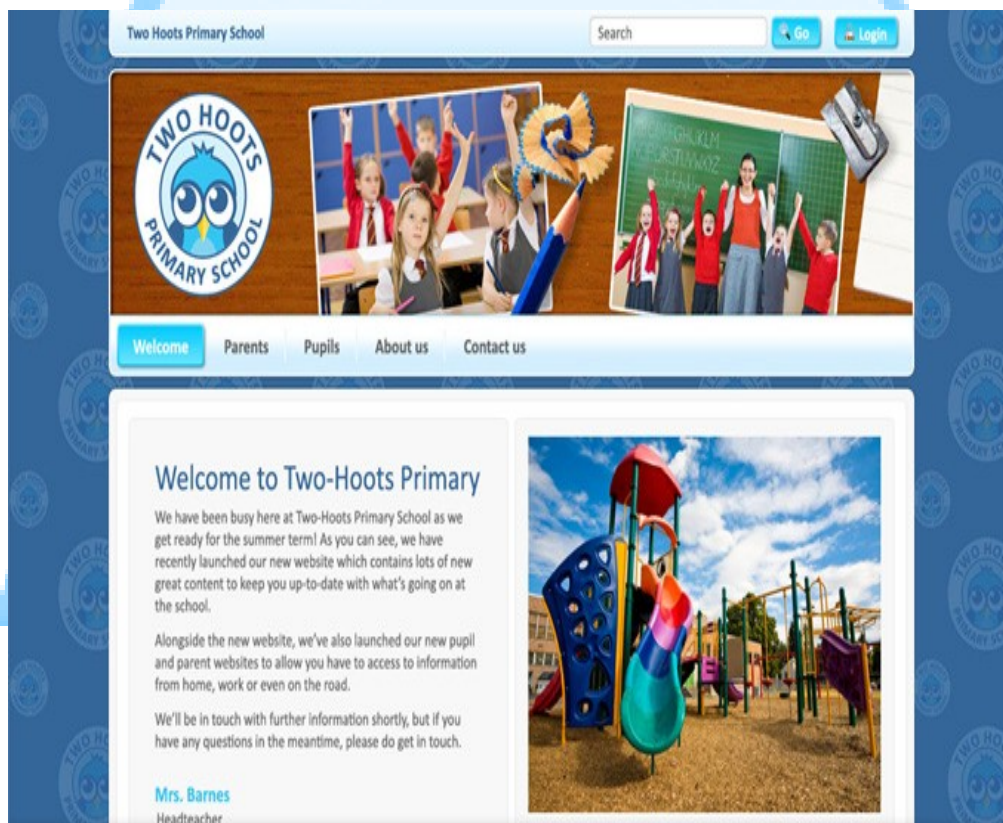 Two Hoots Primary School
Search
Go
Login
TWO HOOTS
PRIMARY SCHOOL
Welcome
Parents
Pupils
About us
Contact us
Welcome to Two-Hoots Primary
We have been busy here at Two-Hoots Primary School as we
get ready for the summer term! As you can see, we have
recently launched our new website which contains lots of new
great content to keep you up-to-date with what's going on at
the school.
Alongside the new website, we've also launched our new pupil
and parent websites to allow you have to access to information
from home, work or even on the road.
We'll be in touch with further information shortly, but if you
have any questions in the meantime, please do get in touch.
Mrs. Barnes
Headteacher